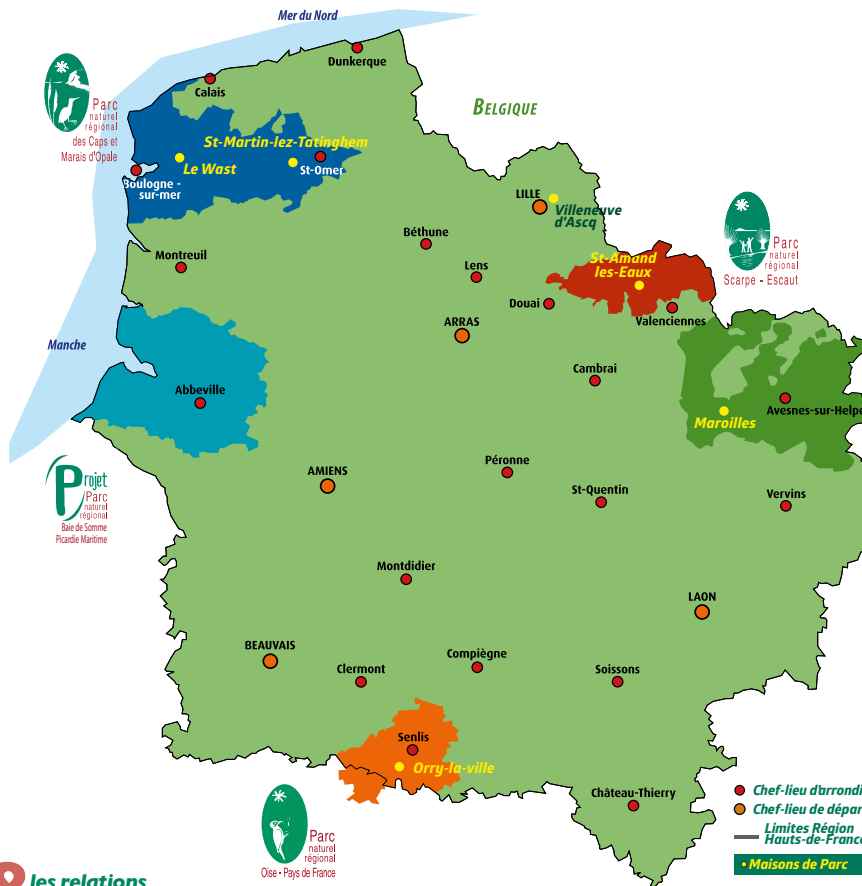 Mer du Nord
Dunkerque
Calais
Parc
naturel
régional
des Caps et
Marais d'Opale
BELGIQUE
St-Martin-lez-Tatinghem
Le Wast
St-Omer
Boulogne -
sur-mer
LILLE
Villeneuve
d'Ascq
Béthune
Montreuil
Lens
St-Amand
les-Eaux
Parc
naturel
régional
Scarpe - Escaut
Douai
Valenciennes
ARRAS
Manche
Cambrai
Abbeville
Avesnes-sur-Helpe
Maroilles
Projet
Parc
naturel
régional
Baie de Somme
Picardie Maritime
AMIENS
Péronne
St-Quentin
Vervins
Montdidier
LAON
BEAUVAIS
Compiègne
Clermont
Soissons
Senlis
Orry-la-ville
Château-Thierry
Parc
naturel
régional
Oise - Pays de France
Chef-lieu d'arrondi
Chef-lieu de dépar
Limites Région
Hauts-de-France
Maisons de Parc
les relations